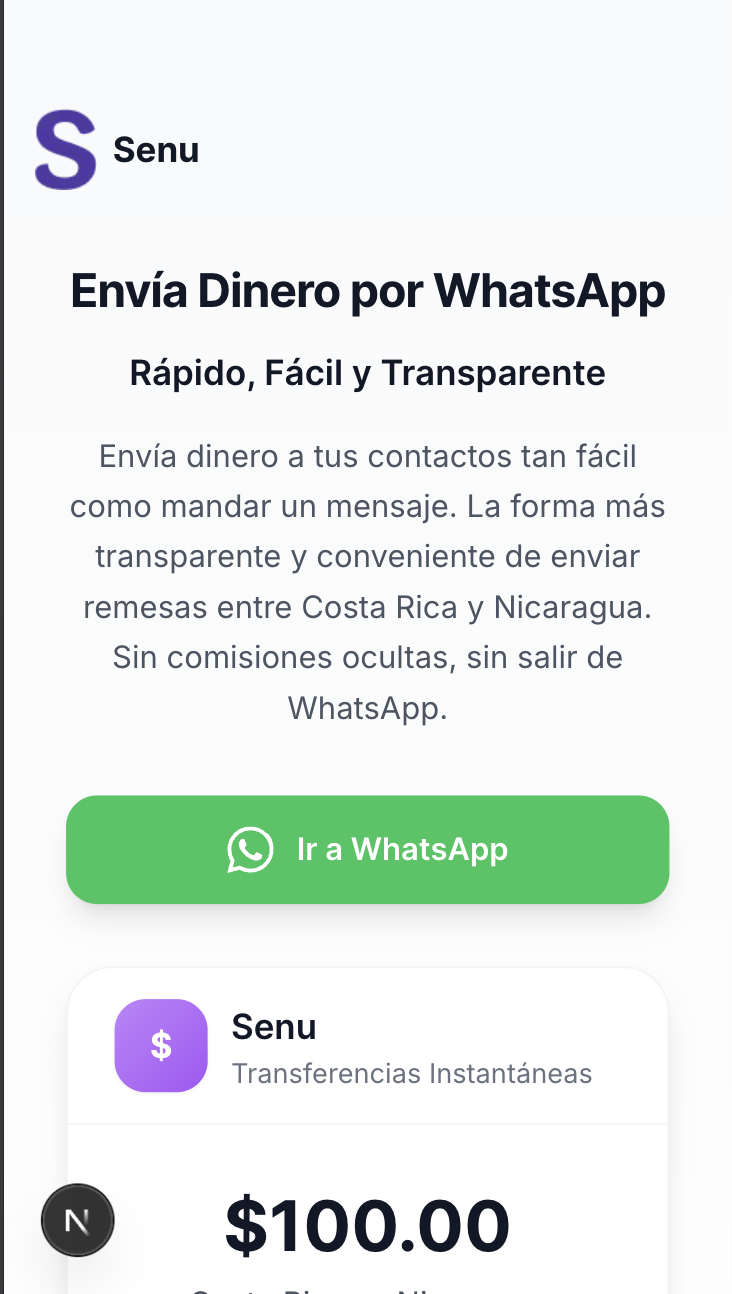 S Senu
Envía Dinero por WhatsApp
Rápido, Fácil y Transparente
Envía dinero a tus contactos tan fácil
como mandar un mensaje. La forma más
transparente y conveniente de enviar
remesas entre Costa Rica y Nicaragua.
Sin comisiones ocultas, sin salir de
WhatsApp.
Ir a WhatsApp
$
Senu
Transferencias Instantáneas
$100.00
N